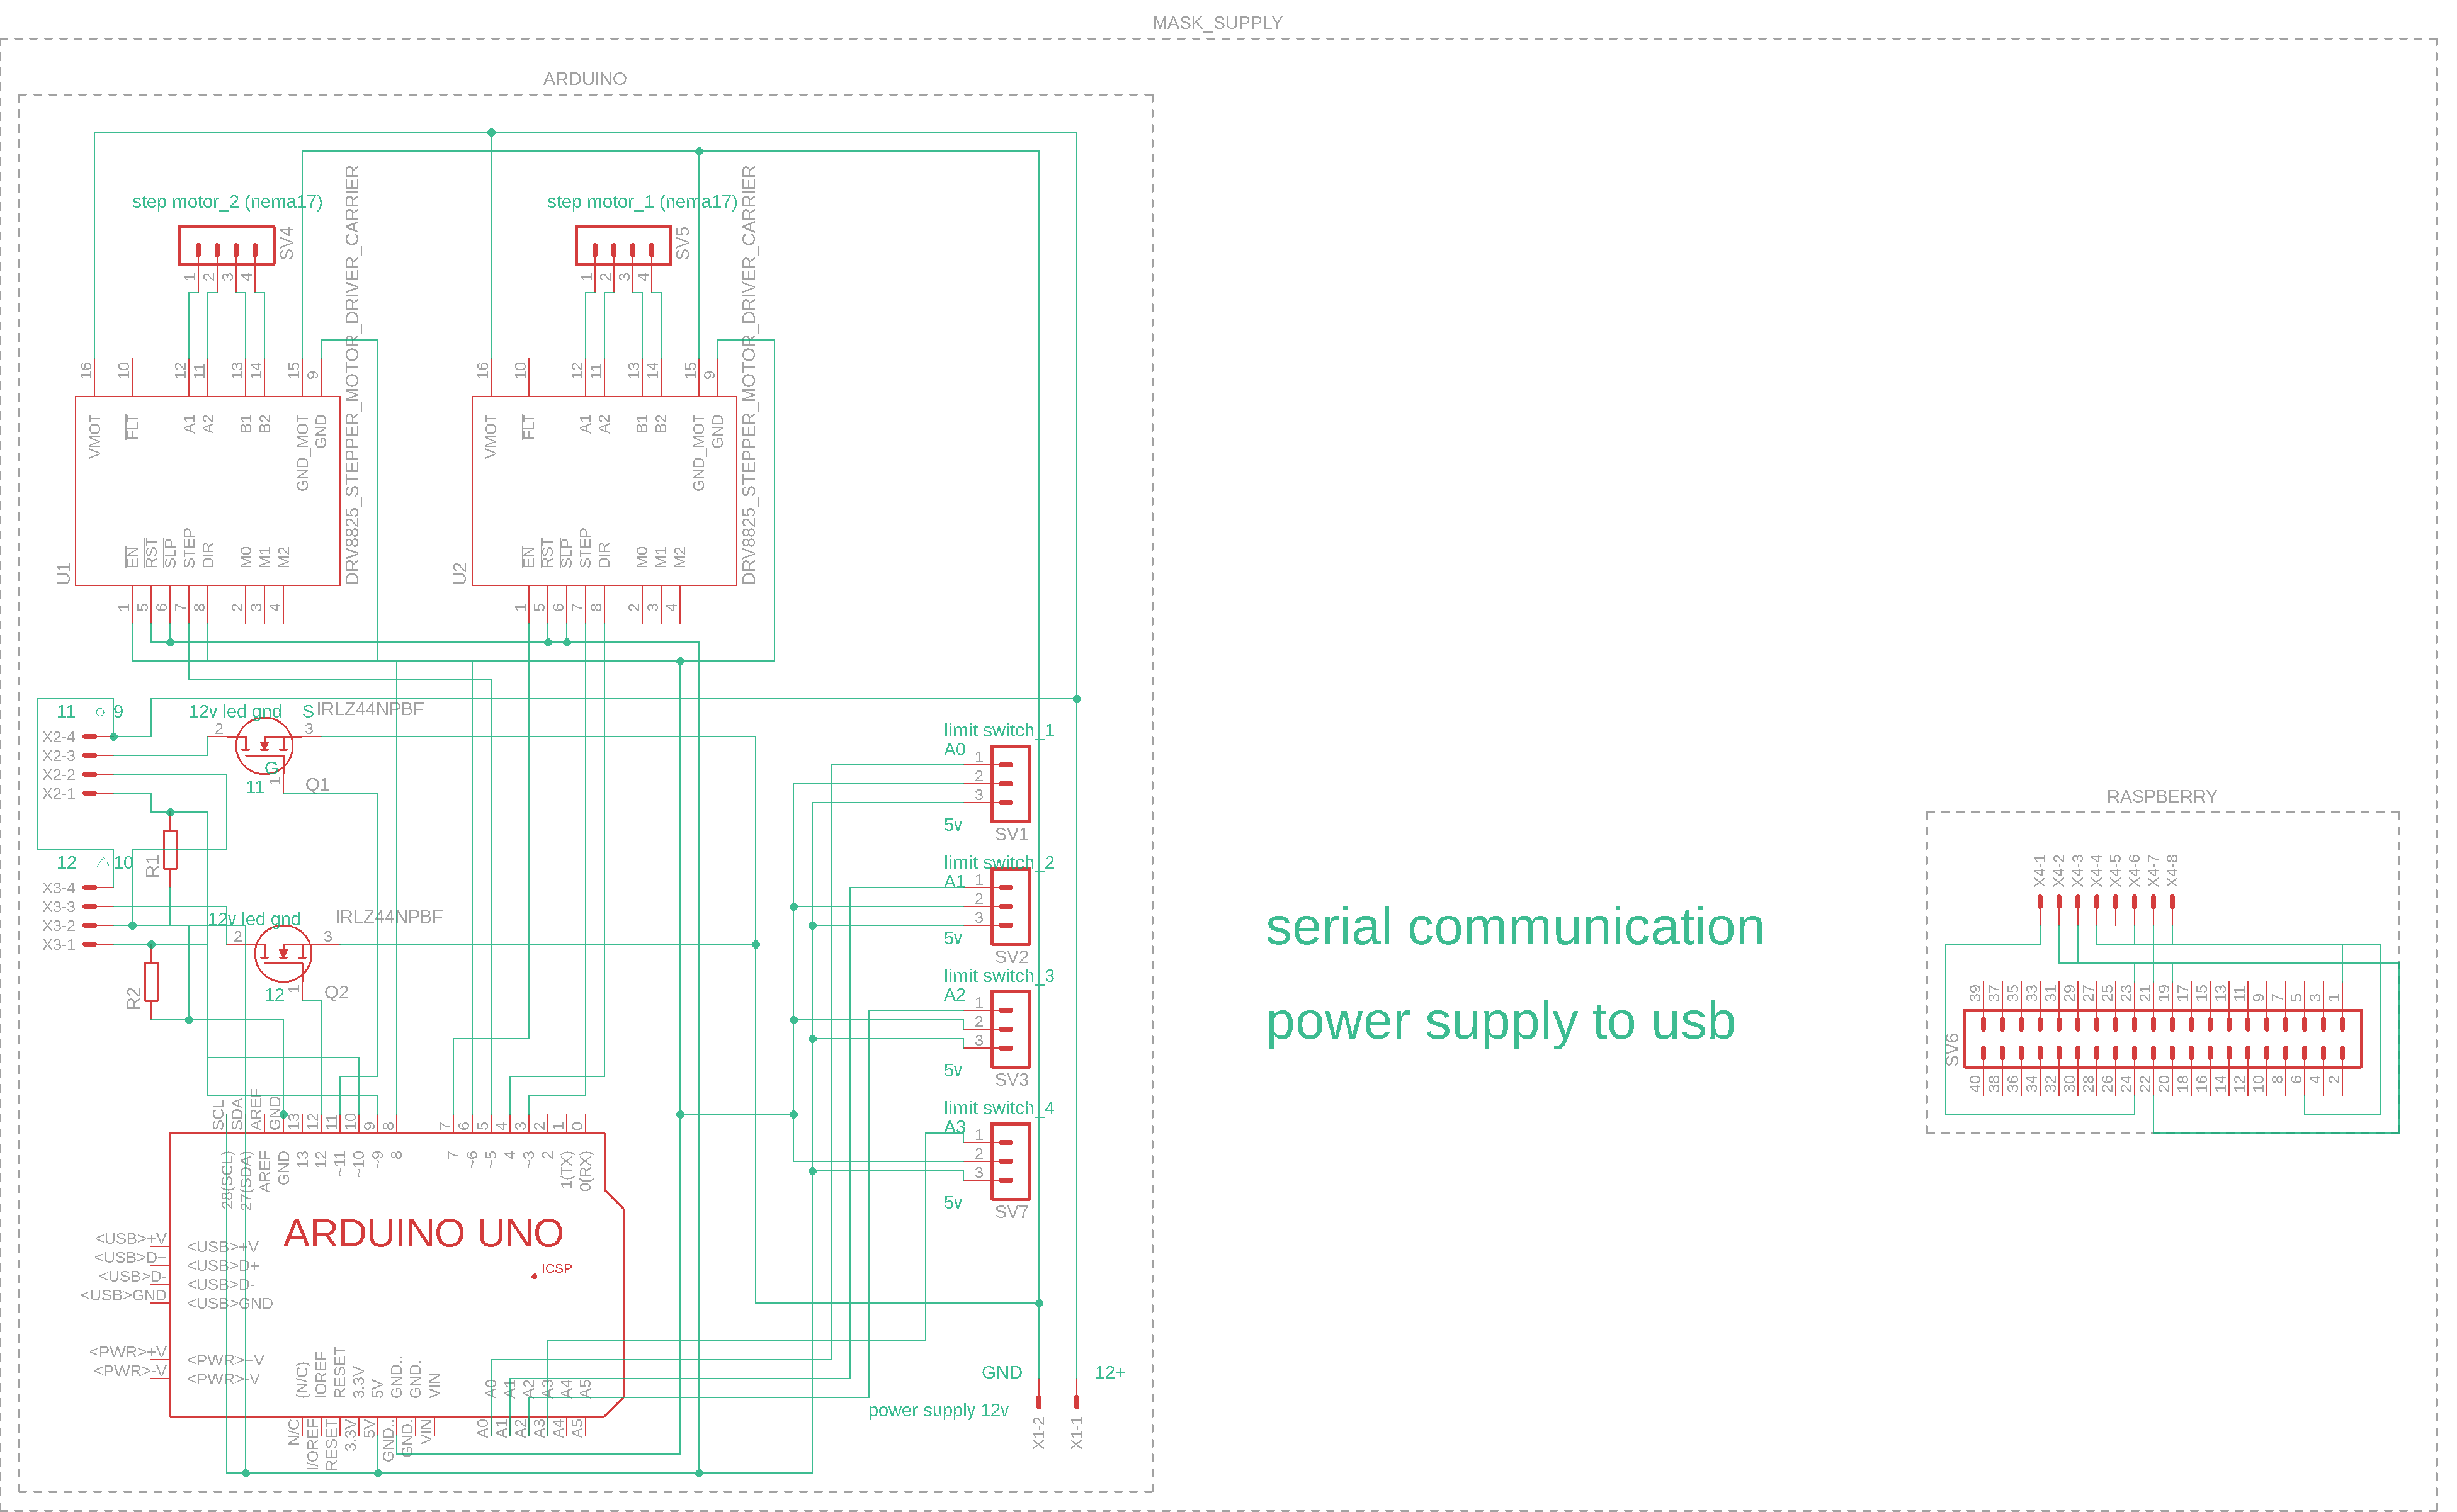 MASK_SUPPLY
ARDUINO
step motor_2 (nema17)
SV4
1 2 3 4
step motor_1 (nema17)
SV5
1 2 3 4
16 10 12 11 13 14 15 9
VMOT FLT A1 A2 B1 B2 GND_MOT GND
EN RST SLP STEP DIR M0 M1 M2
1 5 6 7 8 2 3 4
U1
DRV8825_STEPPER_MOTOR_DRIVER_CARRIER
16 10 12 11 13 14 15 9
VMOT FLT A1 A2 B1 B2 GND_MOT GND
EN RST SLP STEP DIR M0 M1 M2
1 5 6 7 8 2 3 4
U2
DRV8825_STEPPER_MOTOR_DRIVER_CARRIER
11 9
X2-4
X2-3
X2-2
X2-1
12v led gnd S
IRLZ44NPBF
2 3
G
1
11
Q1
R1
12 10
X3-4
X3-3
X3-2
X3-1
12v led gnd
IRLZ44NPBF
2 3
1
12
Q2
R2
limit switch_1
A0
1
2
3
5v
SV1
limit switch_2
A1
1
2
3
5v
SV2
limit switch_3
A2
1
2
3
5v
SV3
limit switch_4
A3
1
2
3
5v
SV7
SCL SDA AREF GND 13 12 11 10 9 8 7 6 5 4 3 2 1 0
28(SCL) 27(SDA) AREF GND 13 12 ~11 ~10 ~9 8 7 ~6 ~5 4 ~3 2 1(TX) 0(RX)
ARDUINO UNO
ICSP
<USB>+V <USB>+V
<USB>D+ <USB>D+
<USB>D- <USB>D-
<USB>GND <USB>GND
<PWR>+V <PWR>+V
<PWR>-V <PWR>-V
(N/C) IOREF RESET 3.3V 5V GND.. GND. VIN A0 A1 A2 A3 A4 A5
N/C I/OREF RESET 3.3V 5V GND.. GND. VIN A0 A1 A2 A3 A4 A5
GND 12+
power supply 12v
X1-2 X1-1
serial communication
power supply to usb
RASPBERRY
X4-1 X4-2 X4-3 X4-4 X4-5 X4-6 X4-7 X4-8
39 37 35 33 31 29 27 25 23 21 19 17 15 13 11 9 7 5 3 1
SV6
40 38 36 34 32 30 28 26 24 22 20 18 16 14 12 10 8 6 4 2